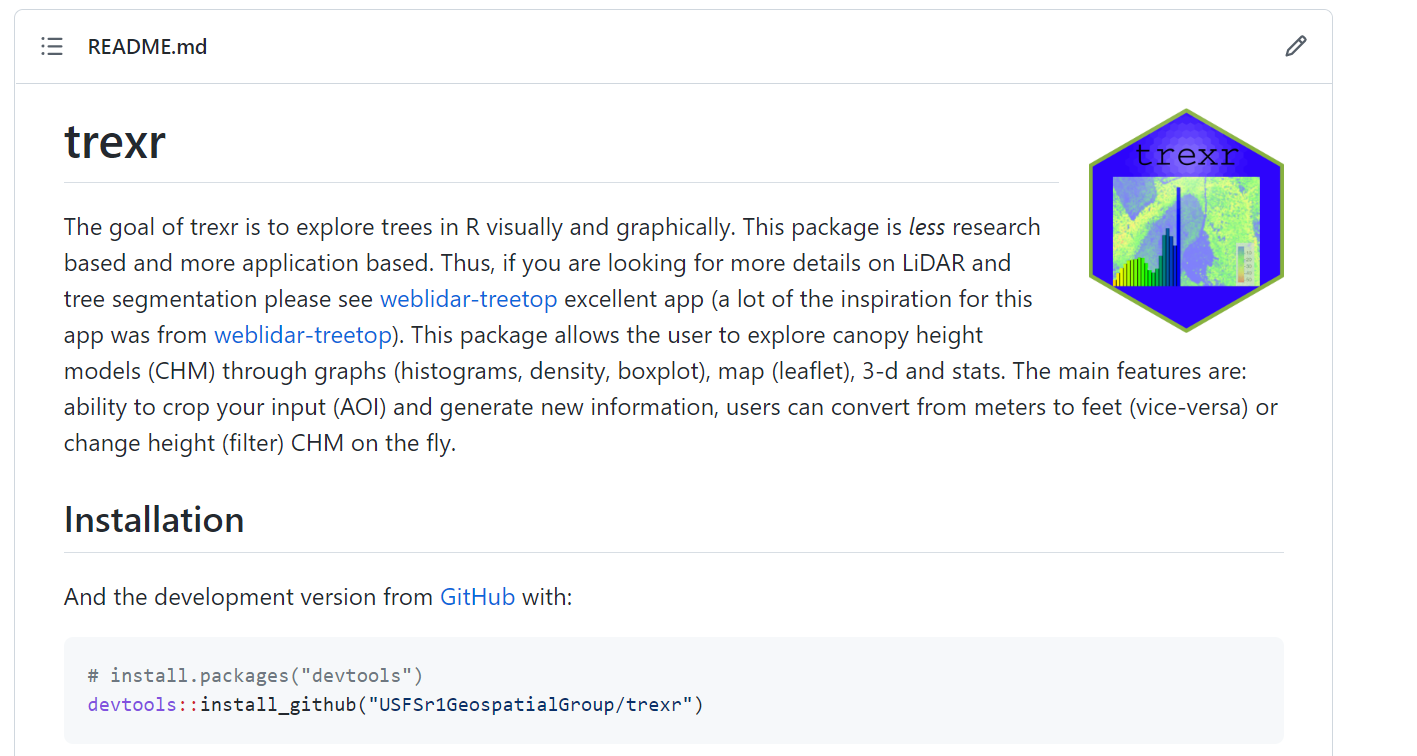 README.md
trexr
trexr
The goal of trexr is to explore trees in R visually and graphically. This package is less research
based and more application based. Thus, if you are looking for more details on LiDAR and
tree segmentation please see weblidar-treetop excellent app (a lot of the inspiration for this
app was from weblidar-treetop). This package allows the user to explore canopy height
models (CHM) through graphs (histograms, density, boxplot), map (leaflet), 3-d and stats. The main features are:
ability to crop your input (AOI) and generate new information, users can convert from meters to feet (vice-versa) or
change height (filter) CHM on the fly.
Installation
And the development version from GitHub with:
# install.packages("devtools")
devtools::install_github("USFSr1GeospatialGroup/trexr")